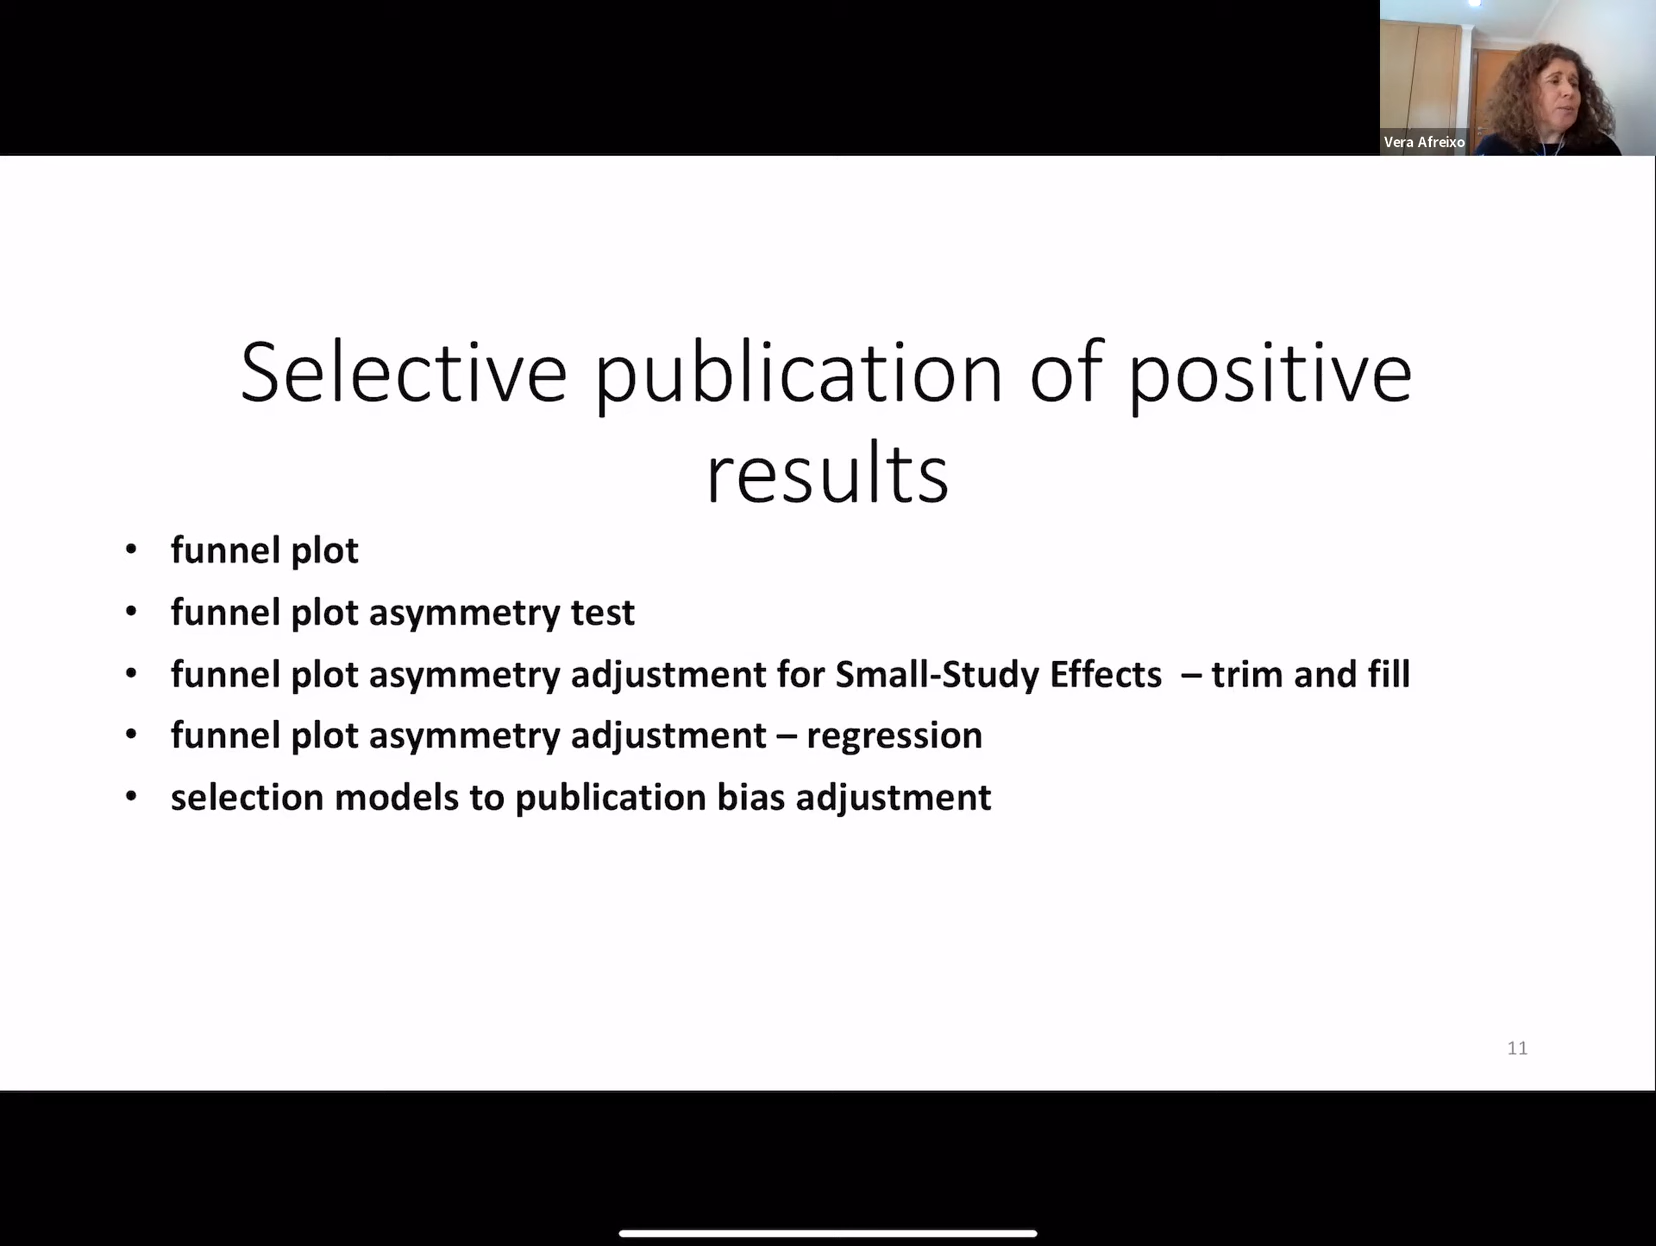 Vera Afreixo
Selective publication of positive
results
• funnel plot
• funnel plot asymmetry test
• funnel plot asymmetry adjustment for Small-Study Effects – trim and fill
• funnel plot asymmetry adjustment – regression
• selection models to publication bias adjustment
11